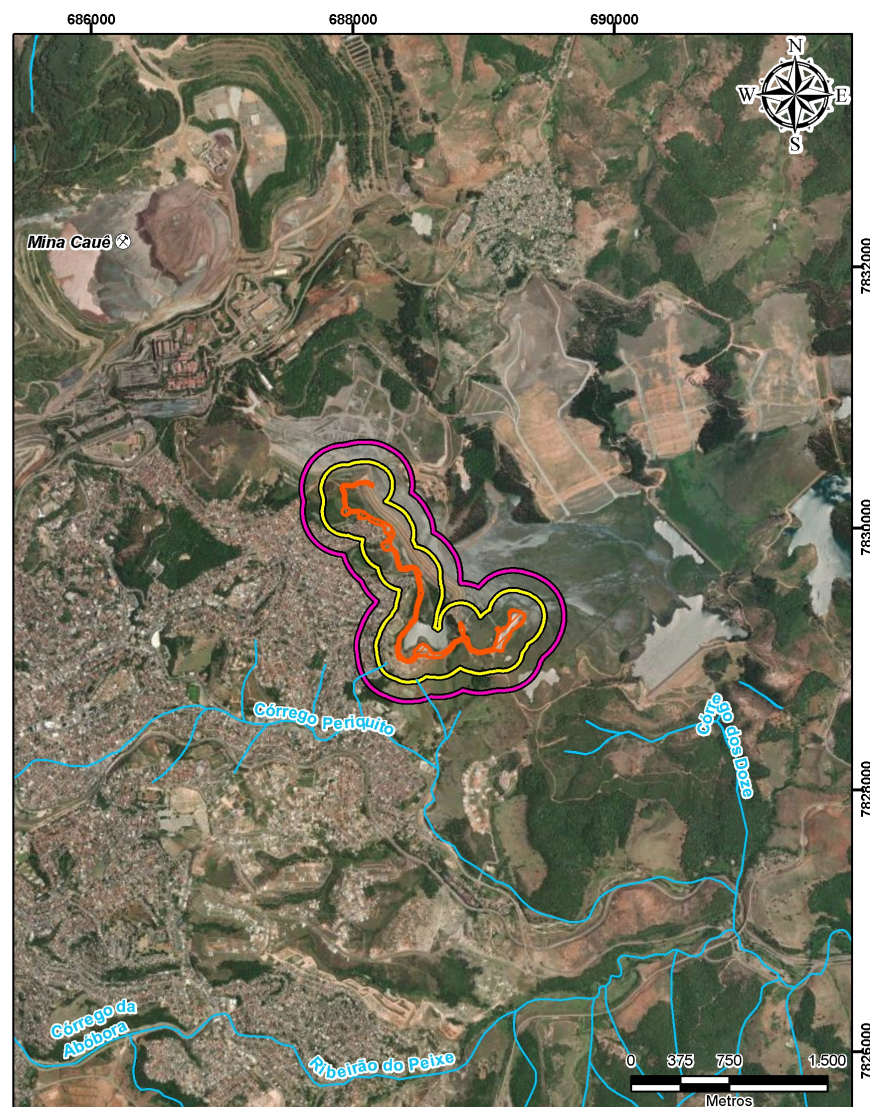 686000
688000
690000
N
W
E
S
Mina Cauê
7832000
7830000
Córrego Periquito
Córrego dos Doze
7828000
Córrego da
Abóbora
Ribeirão do Peixe
7826000
0
375
750
1.500
Metros